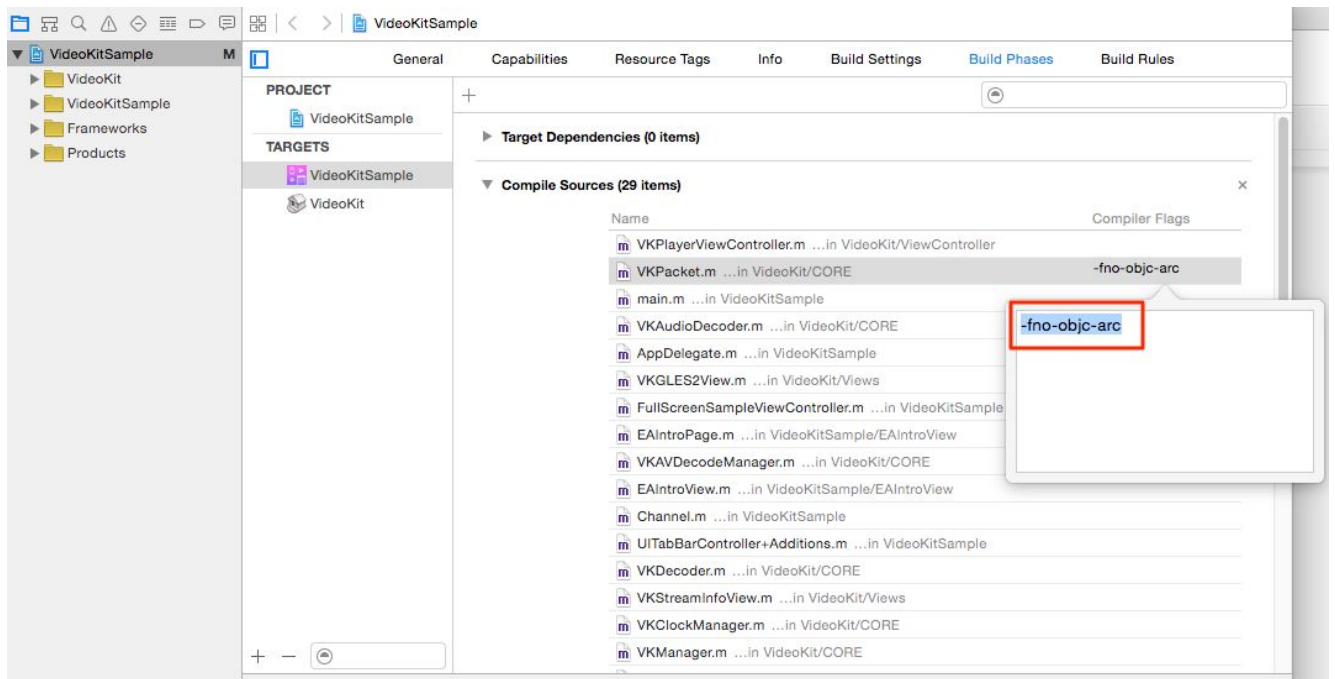 VideoKitSample
VideoKitSample M
VideoKit
VideoKitSample
Frameworks
Products
General Capabilities Resource Tags Info Build Settings Build Phases Build Rules
PROJECT
VideoKitSample
TARGETS
VideoKitSample
VideoKit
Target Dependencies (0 items)
Compile Sources (29 items)
Name Compiler Flags
VKPlayerViewController.m ...in VideoKit/ViewController
VKPacket.m ...in VideoKit/CORE -fno-objc-arc
main.m ...in VideoKitSample
VKAudioDecoder.m ...in VideoKit/CORE
AppDelegate.m ...in VideoKitSample
VKGLES2View.m ...in VideoKit/Views
FullScreenSampleViewController.m ...in VideoKitSample
EAIntroPage.m ...in VideoKitSample/EAIntroView
VKAVDecodeManager.m ...in VideoKit/CORE
EAIntroView.m ...in VideoKitSample/EAIntroView
Channel.m ...in VideoKitSample
UITabBarController+Additions.m ...in VideoKitSample
VKDecoder.m ...in VideoKit/CORE
VKStreamInfoView.m ...in VideoKit/Views
VKClockManager.m ...in VideoKit/CORE
VKManager.m ...in VideoKit/CORE
-fno-objc-arc